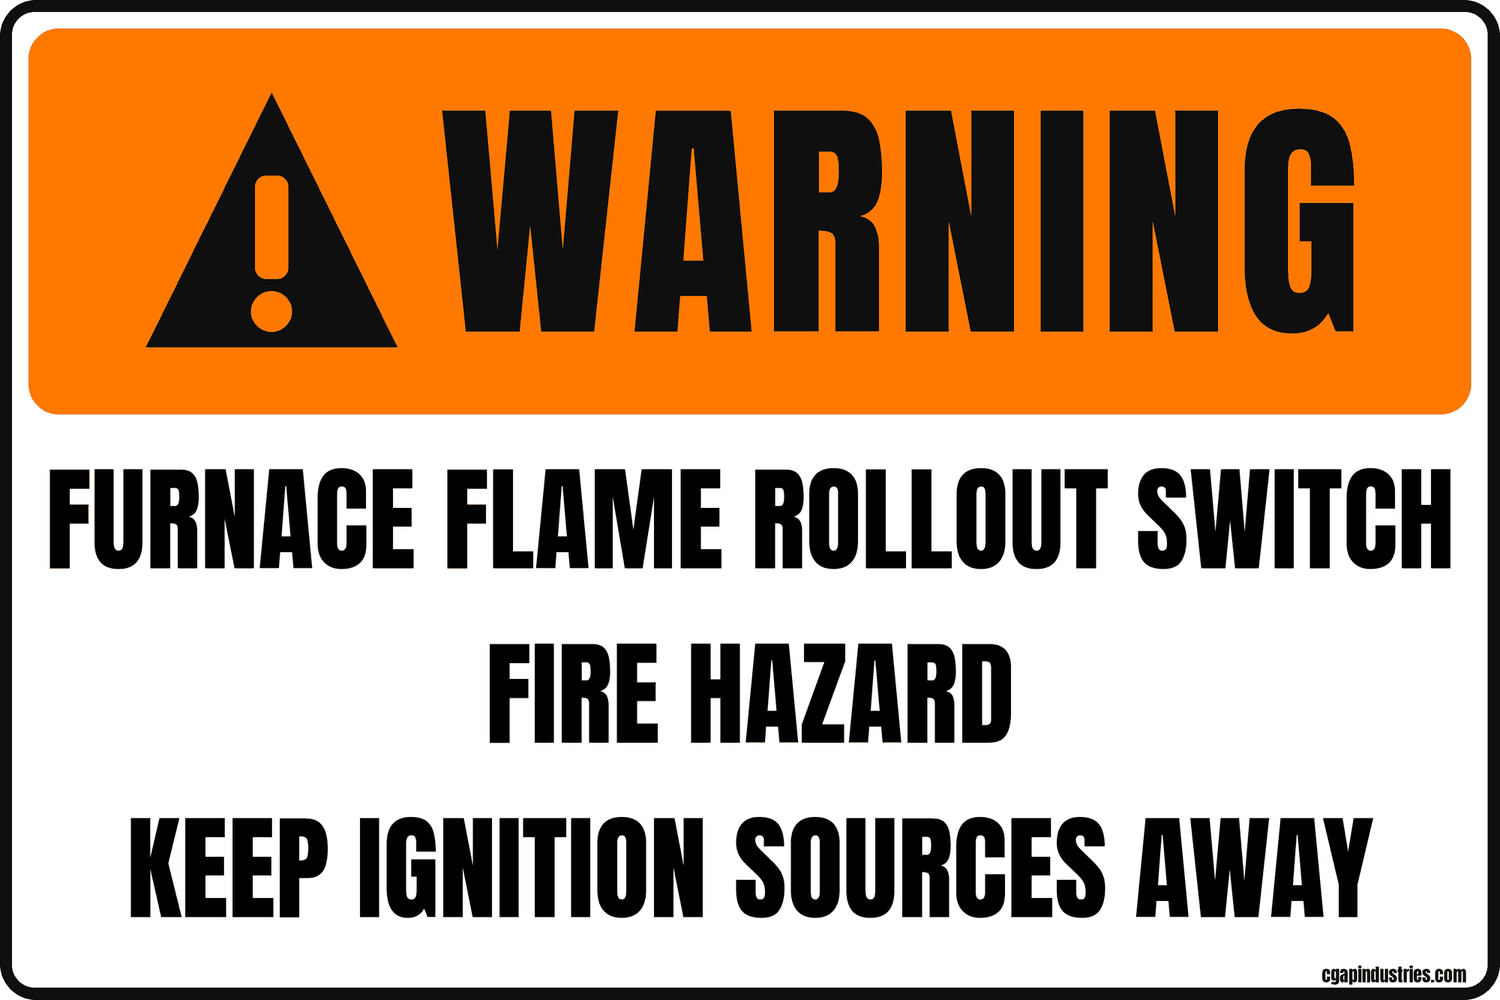 WARNING
FURNACE FLAME ROLLOUT SWITCH
FIRE HAZARD
KEEP IGNITION SOURCES AWAY
cgapindustries.com